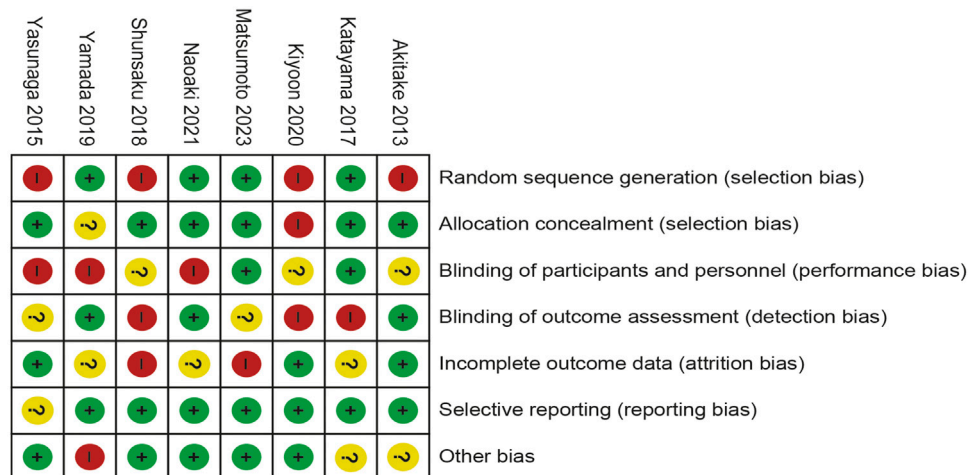 Yasunaga 2015
Yamada 2019
Shunsaku 2018
Naoaki 2021
Matsumoto 2023
Kiyoon 2020
Katayama 2017
Akitake 2013
– + – + + – + – Random sequence generation (selection bias)
+ ? + + + – + + Allocation concealment (selection bias)
– – ? – + ? + ? Blinding of participants and personnel (performance bias)
? + – + ? – – + Blinding of outcome assessment (detection bias)
+ ? – ? – + ? + Incomplete outcome data (attrition bias)
? + + + + + + + Selective reporting (reporting bias)
+ – + + + + ? ? Other bias